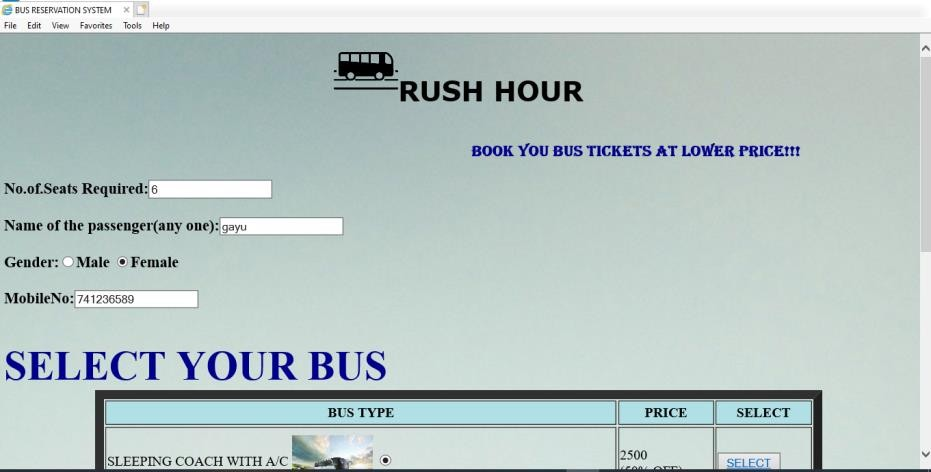 BUS RESERVATION SYSTEM
File Edit View Favorites Tools Help
RUSH HOUR
BOOK YOU BUS TICKETS AT LOWER PRICE!!!
No.of.Seats Required: 6
Name of the passenger(any one): gayu
Gender: Male Female
MobileNo: 741236589
SELECT YOUR BUS
BUS TYPE PRICE SELECT
SLEEPING COACH WITH A/C 2500 SELECT
(50% OFF)